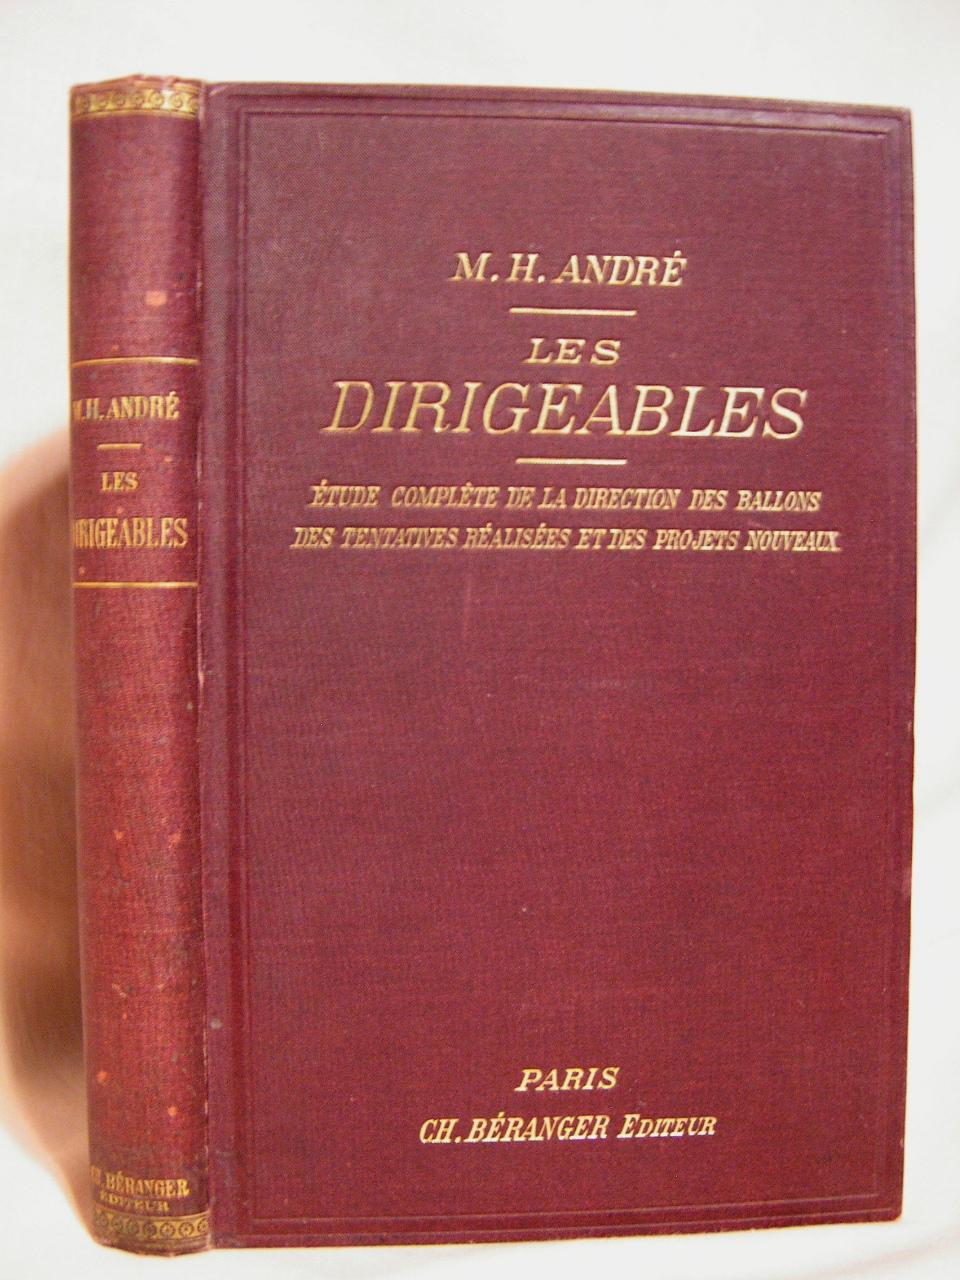 M. H. ANDRÉ
LES
DIRIGEABLES
ÉTUDE COMPLÈTE DE LA DIRECTION DES BALLONS
DES TENTATIVES RÉALISÉES ET DES PROJETS NOUVEAUX
PARIS
CH. BÉRANGER EDITEUR
M.H. ANDRÉ
LES
DIRIGEABLES
CH. BÉRANGER
ÉDITEUR